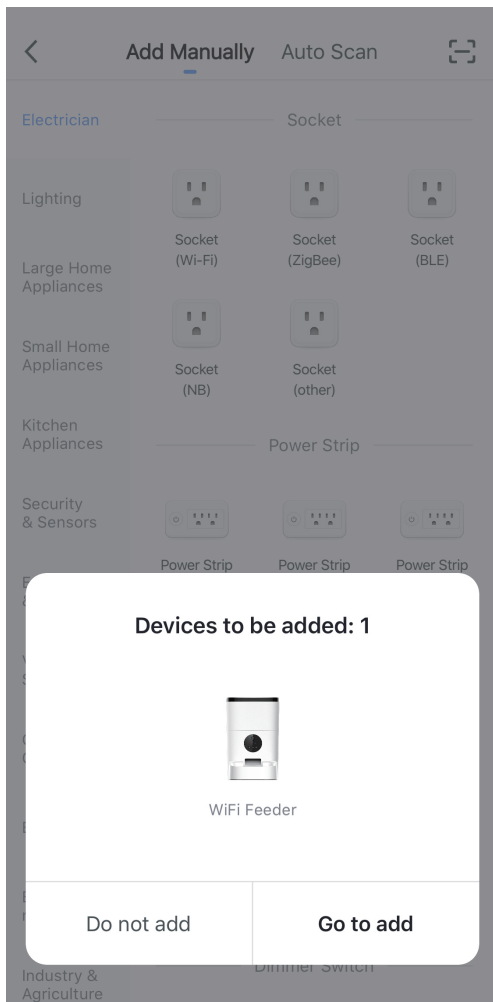 Add Manually Auto Scan
Electrician
Socket
Lighting
Socket
(Wi-Fi)
Socket
(ZigBee)
Socket
(BLE)
Large Home
Appliances
Small Home
Appliances
Socket
(NB)
Socket
(other)
Kitchen
Appliances
Power Strip
Security
& Sensors
Power Strip
Power Strip
Power Strip
Devices to be added: 1
WiFi Feeder
Do not add
Go to add
Dimmer Switch
Industry &
Agriculture